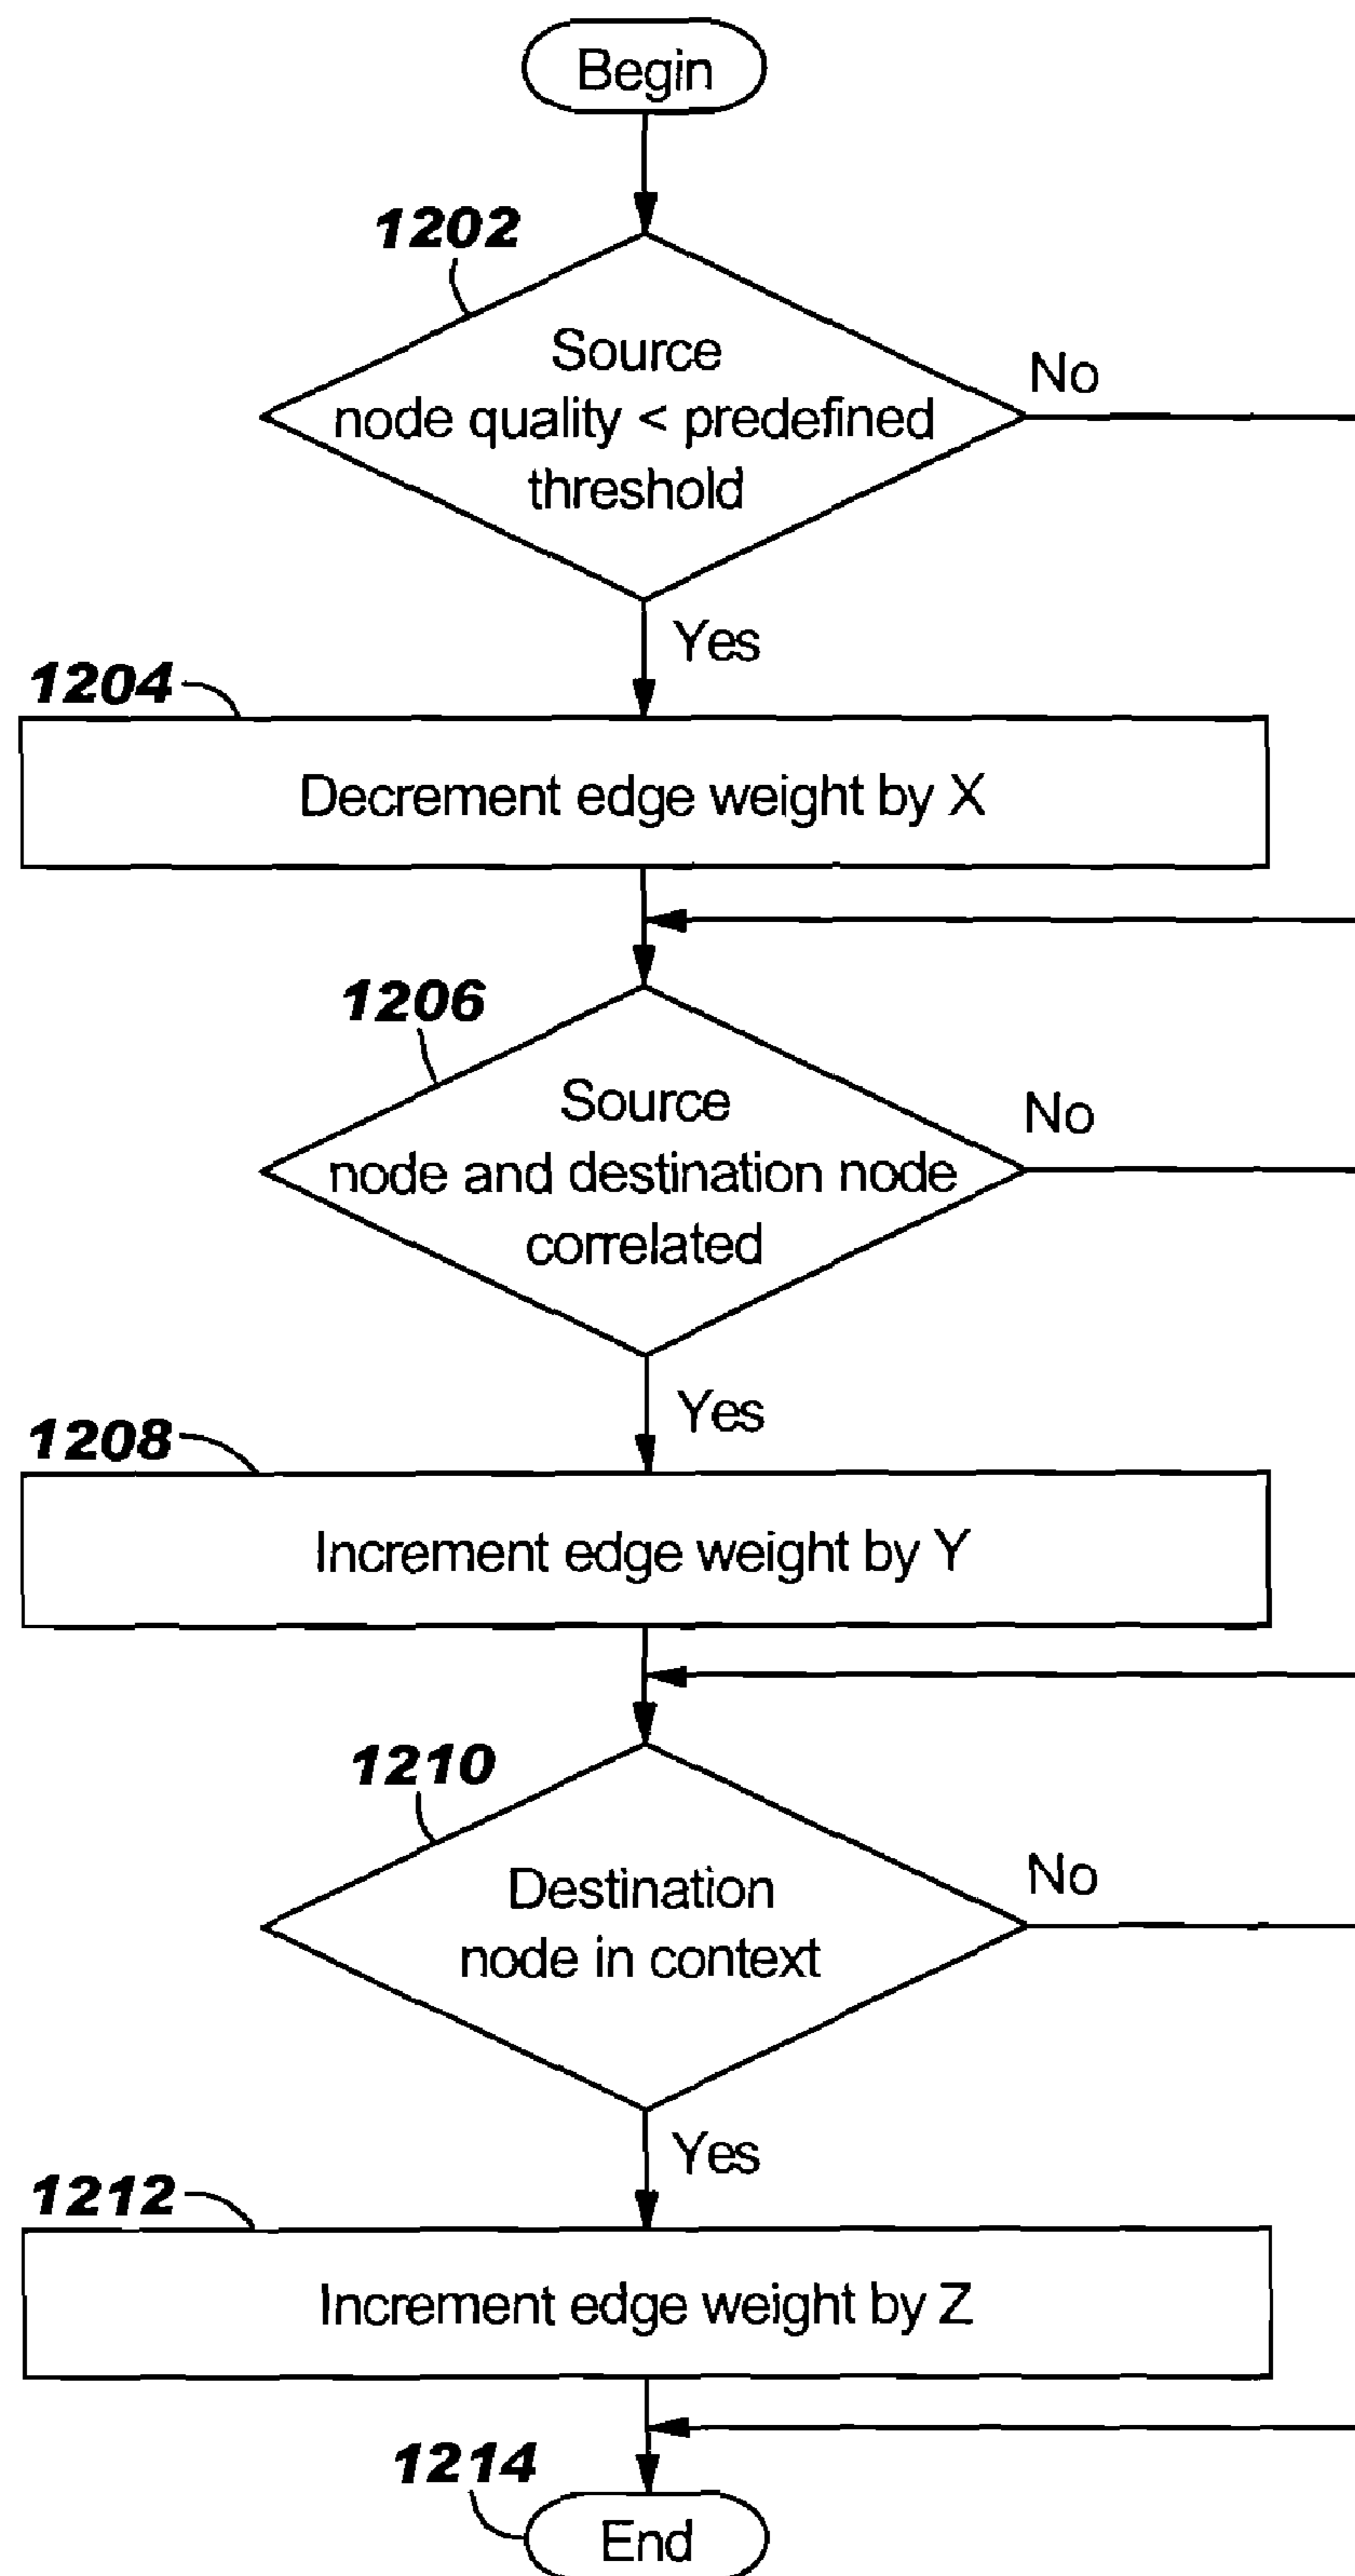 Begin
1202
Source
node quality < predefined
threshold
No
Yes
1204
Decrement edge weight by X
1206
Source
node and destination node
correlated
No
Yes
1208
Increment edge weight by Y
1210
Destination
node in context
No
Yes
1212
Increment edge weight by Z
1214
End